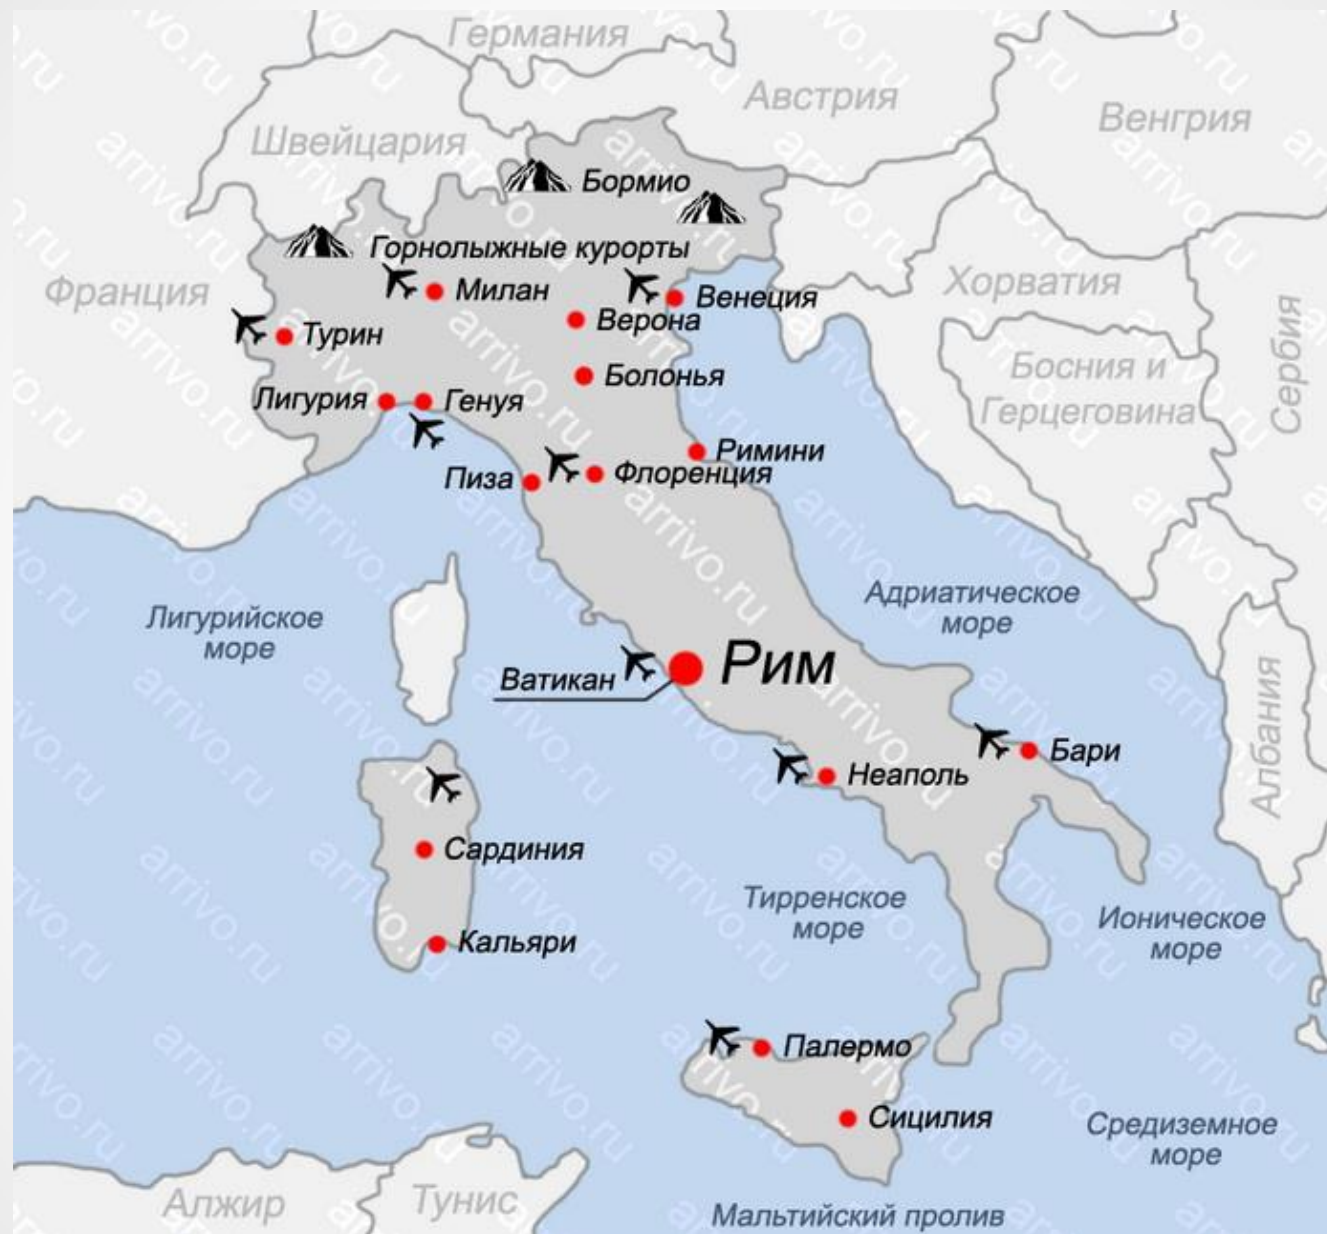 Германия
Австрия
Венгрия
Швейцария
Бормио
Горнолыжные курорты
Франция
Хорватия
Милан
Венеция
Верона
Турин
Сербия
Босния и
Герцеговина
Болонья
Лигурия
Генуя
Римини
Флоренция
Пиза
Адриатическое
море
Лигурийское
море
Рим
Ватикан
Албания
Бари
Неаполь
Сардиния
Тирренское
море
Ионическое
море
Кальяри
Палермо
Сицилия
Средиземное
море
Алжир
Тунис
Мальтийский пролив
arrivo.ru